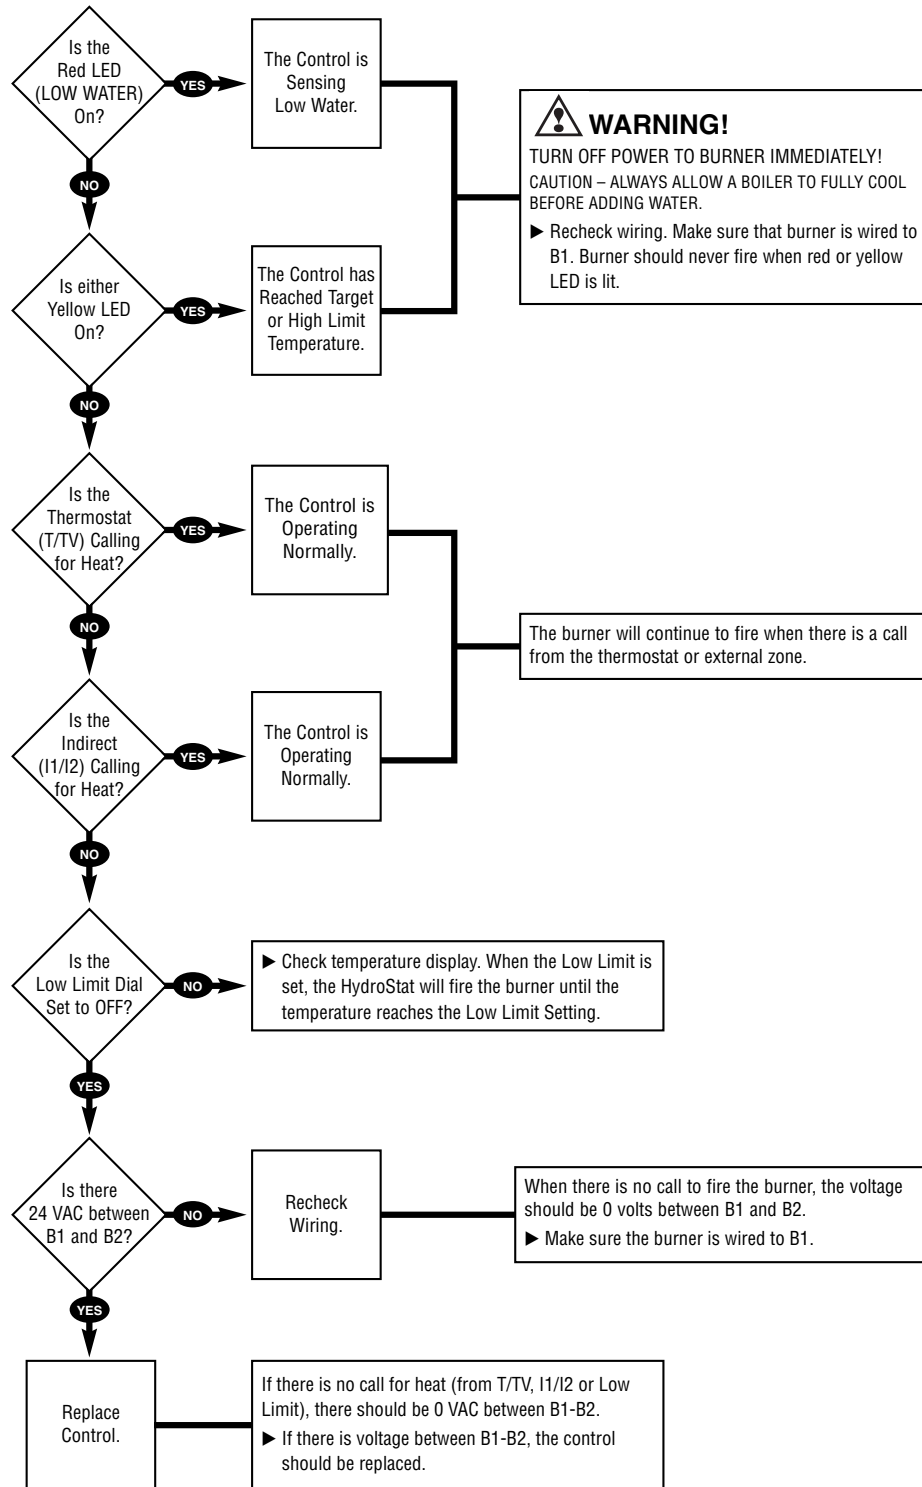 Is the
Red LED
(LOW WATER)
On?
YES
The Control is
Sensing
Low Water.
WARNING!
TURN OFF POWER TO BURNER IMMEDIATELY!
CAUTION – ALWAYS ALLOW A BOILER TO FULLY COOL
BEFORE ADDING WATER.
▶ Recheck wiring. Make sure that burner is wired to
B1. Burner should never fire when red or yellow
LED is lit.
NO
Is either
Yellow LED
On?
YES
The Control has
Reached Target
or High Limit
Temperature.
NO
Is the
Thermostat
(T/TV) Calling
for Heat?
YES
The Control is
Operating
Normally.
The burner will continue to fire when there is a call
from the thermostat or external zone.
NO
Is the
Indirect
(I1/I2) Calling
for Heat?
YES
The Control is
Operating
Normally.
NO
Is the
Low Limit Dial
Set to OFF?
NO
▶ Check temperature display. When the Low Limit is
set, the HydroStat will fire the burner until the
temperature reaches the Low Limit Setting.
YES
Is there
24 VAC between
B1 and B2?
NO
Recheck
Wiring.
When there is no call to fire the burner, the voltage
should be 0 volts between B1 and B2.
▶ Make sure the burner is wired to B1.
YES
Replace
Control.
If there is no call for heat (from T/TV, I1/I2 or Low
Limit), there should be 0 VAC between B1-B2.
▶ If there is voltage between B1-B2, the control
should be replaced.